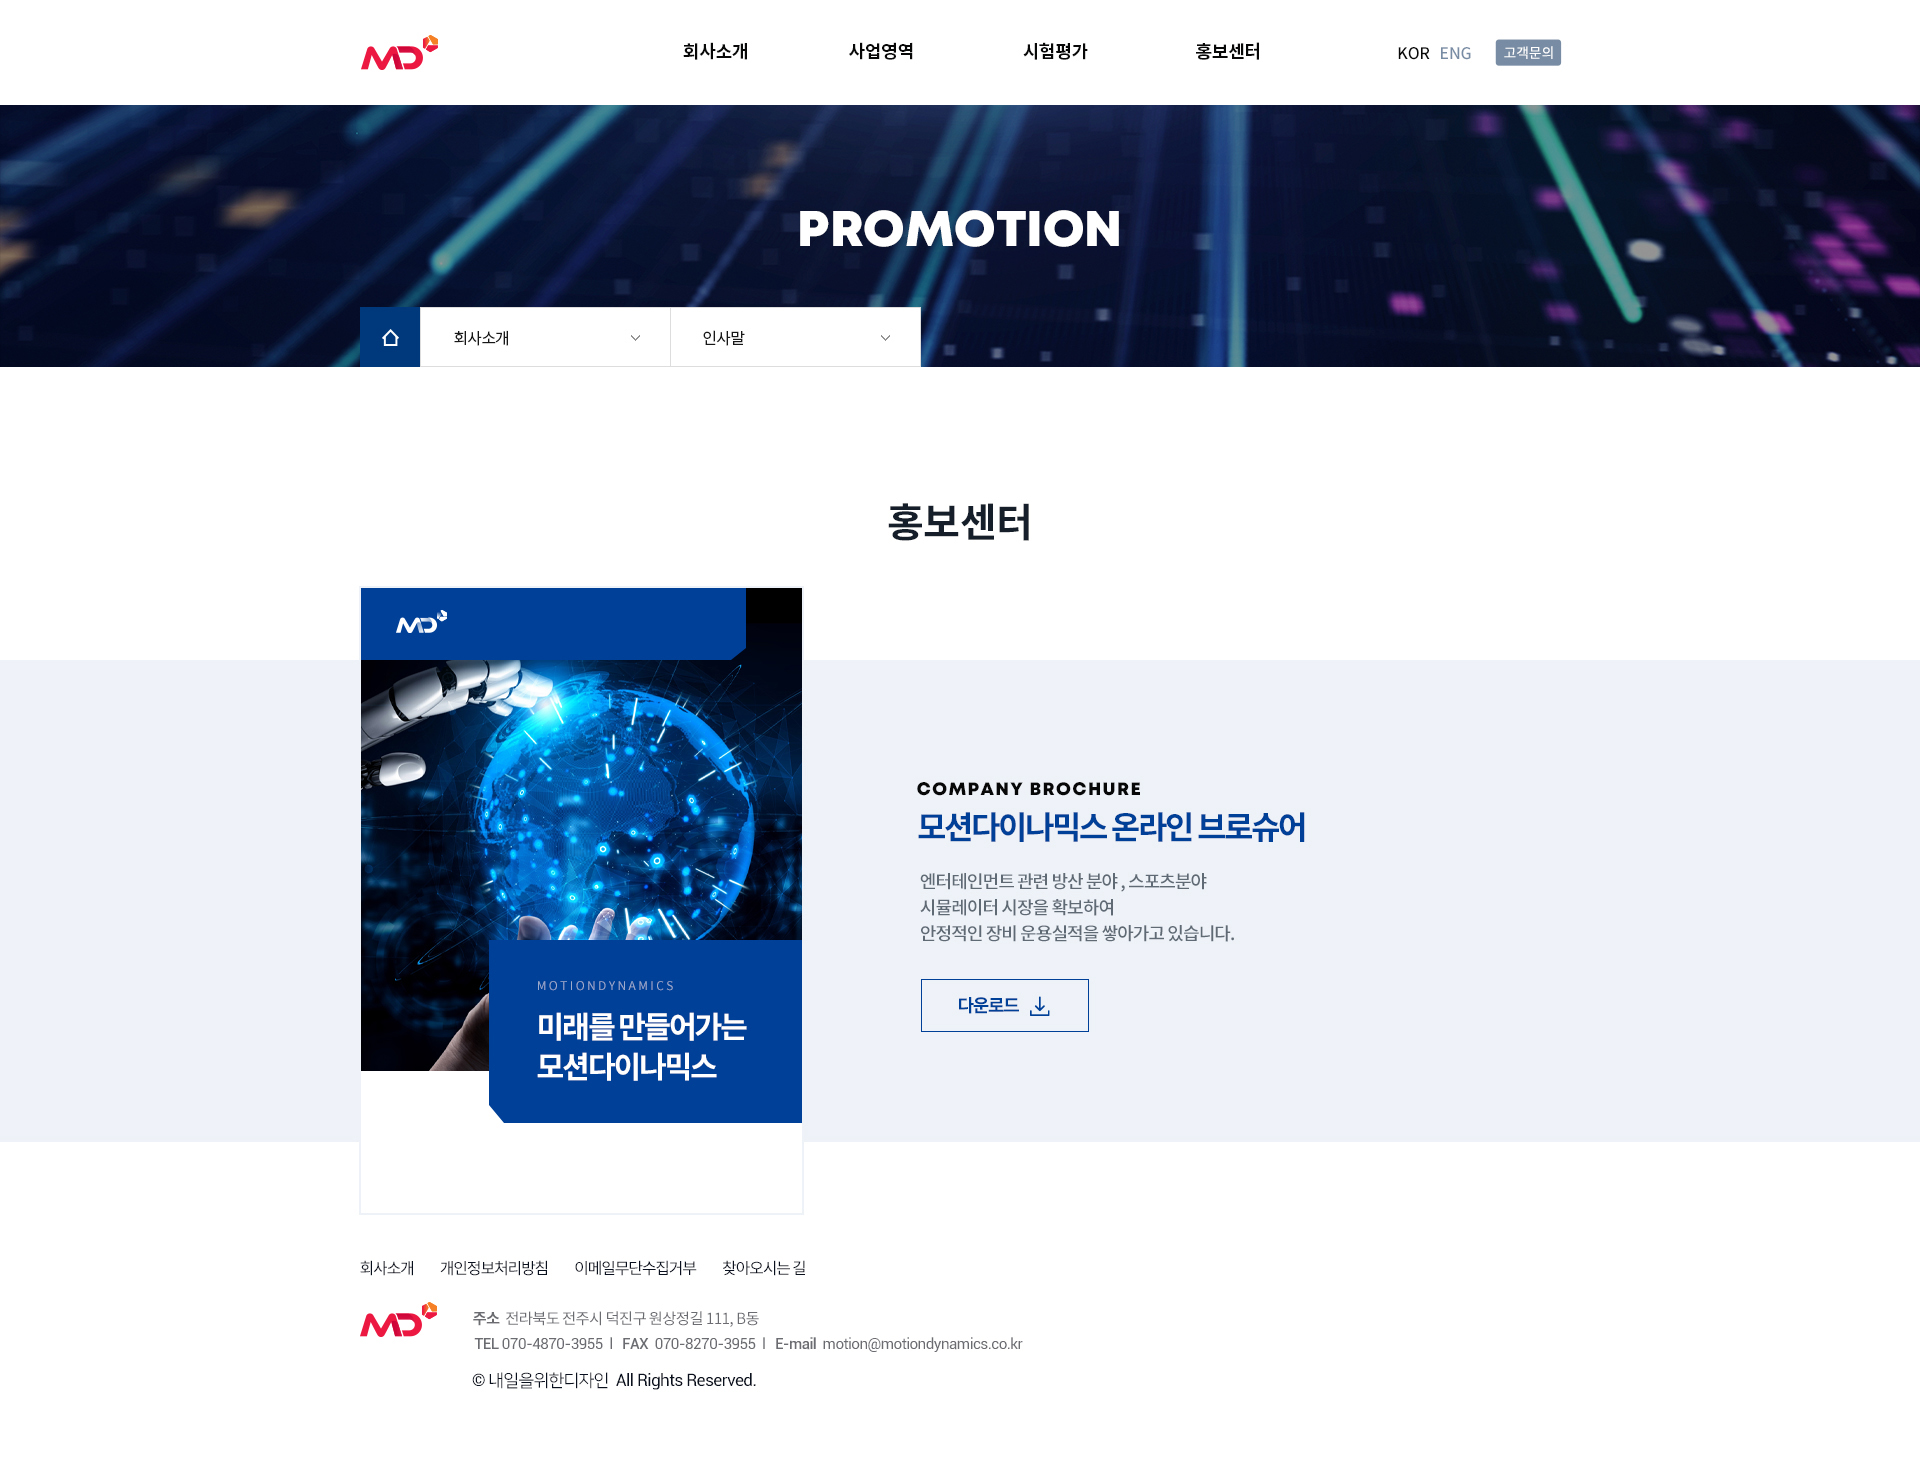 MD
회사소개 사업영역 시험평가 홍보센터 KOR ENG 고객문의
PROMOTION
회사소개 인사말
홍보센터
MD
MOTIONDYNAMICS
미래를 만들어가는
모션다이나믹스
COMPANY BROCHURE
모션다이나믹스 온라인 브로슈어
엔터테인먼트 관련 방산 분야 , 스포츠분야
시뮬레이터 시장을 확보하여
안정적인 장비 운용실적을 쌓아가고 있습니다.
다운로드
회사소개 개인정보처리방침 이메일무단수집거부 찾아오시는 길
MD
주소 전라북도 전주시 덕진구 원상정길 111, B동
TEL 070-4870-3955 | FAX 070-8270-3955 | E-mail motion@motiondynamics.co.kr
© 내일을위한디자인 All Rights Reserved.